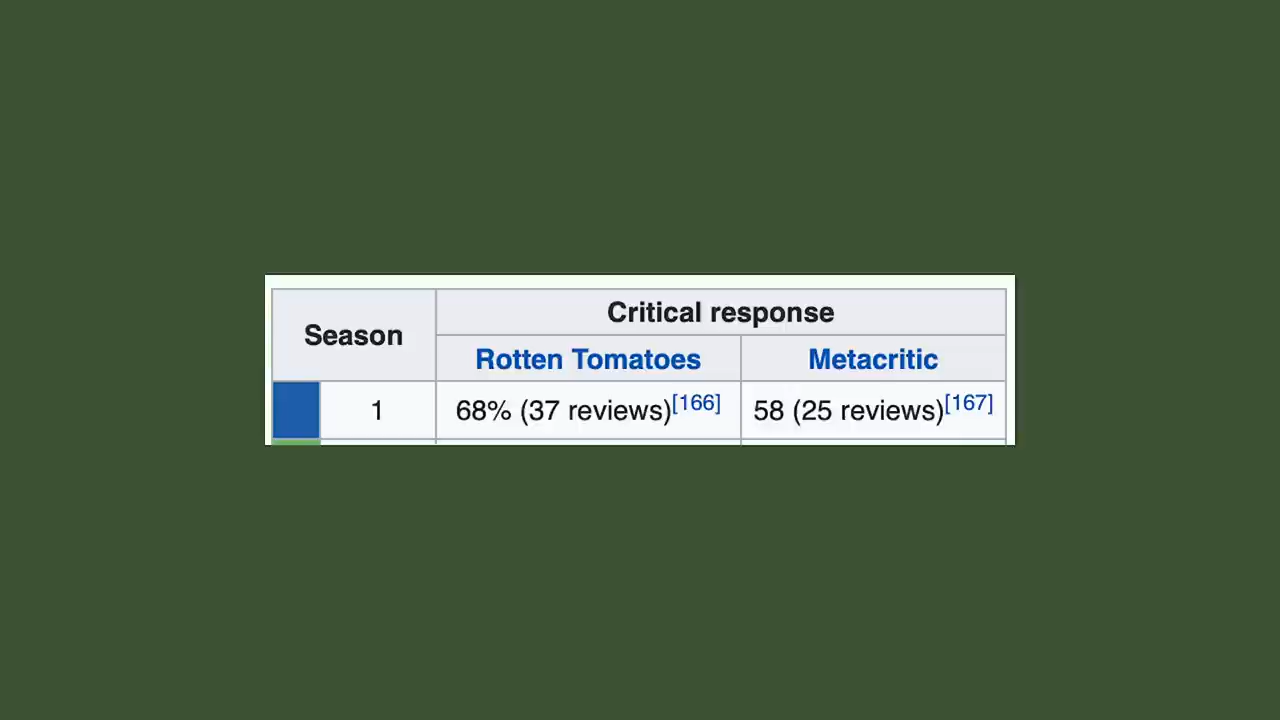 Season
Critical response
Rotten Tomatoes
Metacritic
1
68% (37 reviews)[166]
58 (25 reviews)[167]